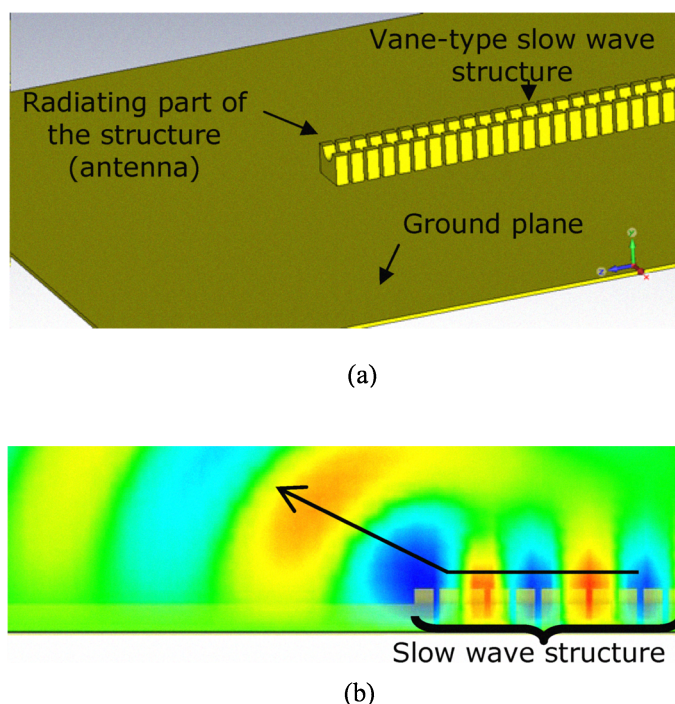 Vane-type slow wave
structure
Radiating part of
the structure
(antenna)
Ground plane
y
z
x
(a)
Slow wave structure
(b)